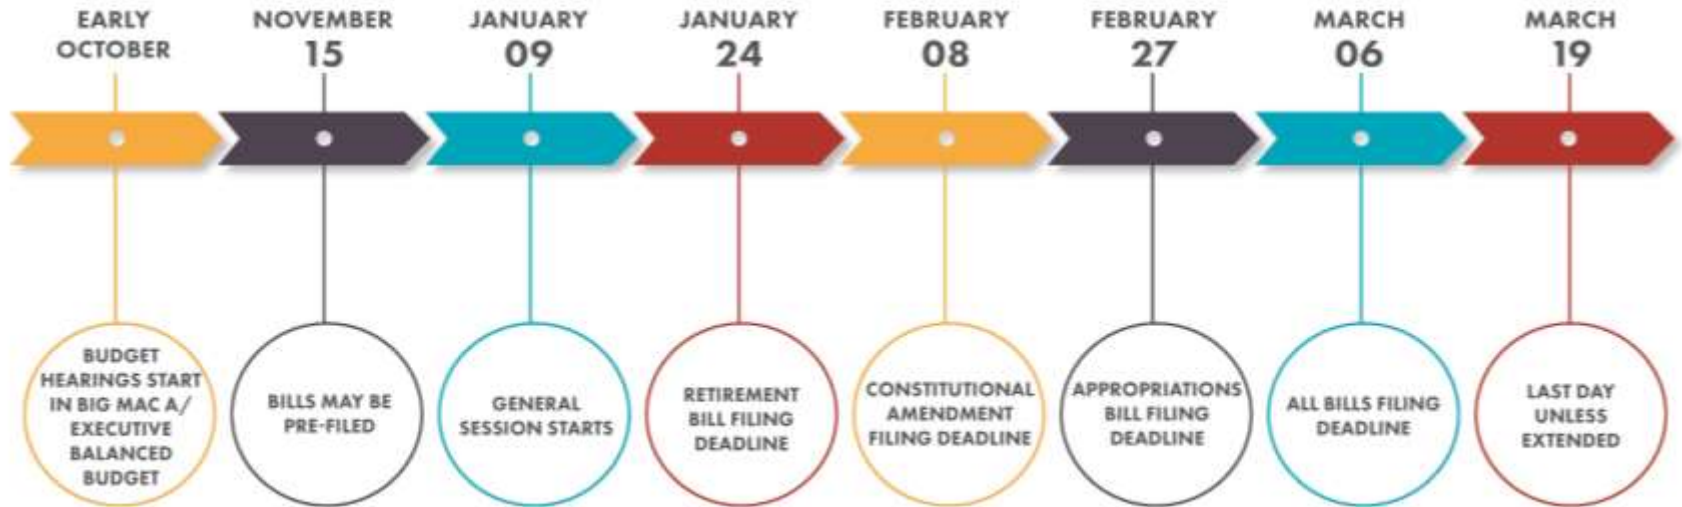 EARLY
OCTOBER
NOVEMBER
15
JANUARY
09
JANUARY
24
FEBRUARY
08
FEBRUARY
27
MARCH
06
MARCH
19
BUDGET
HEARINGS START
IN BIG MAC A/
EXECUTIVE
BALANCED
BUDGET
BILLS MAY BE
PRE-FILED
GENERAL
SESSION STARTS
RETIREMENT
BILL FILING
DEADLINE
CONSTITUTIONAL
AMENDMENT
FILING DEADLINE
APPROPRIATIONS
BILL FILING
DEADLINE
ALL BILLS FILING
DEADLINE
LAST DAY
UNLESS
EXTENDED